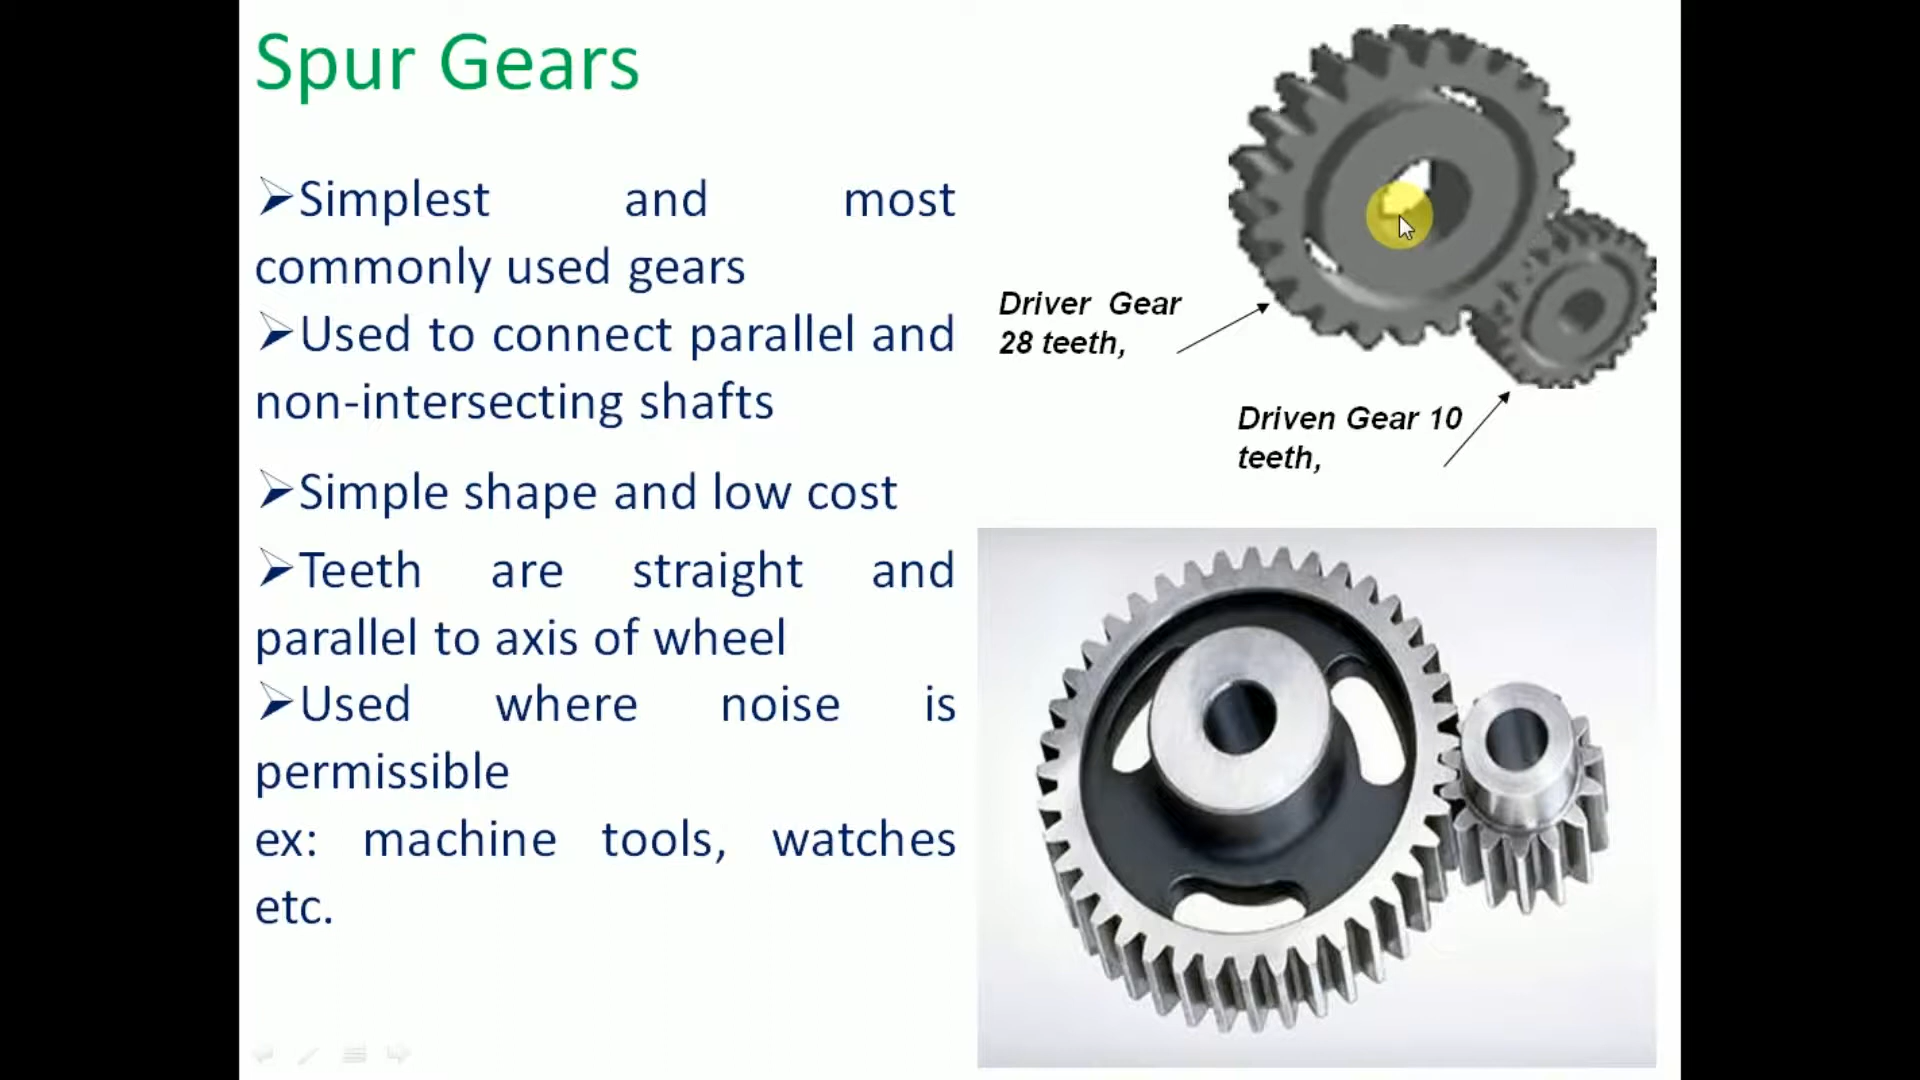 Spur Gears
➢Simplest and most
commonly used gears
➢Used to connect parallel and
non-intersecting shafts
➢Simple shape and low cost
➢Teeth are straight and
parallel to axis of wheel
➢Used where noise is
permissible
ex: machine tools, watches
etc.
Driver Gear
28 teeth,
Driven Gear 10
teeth,